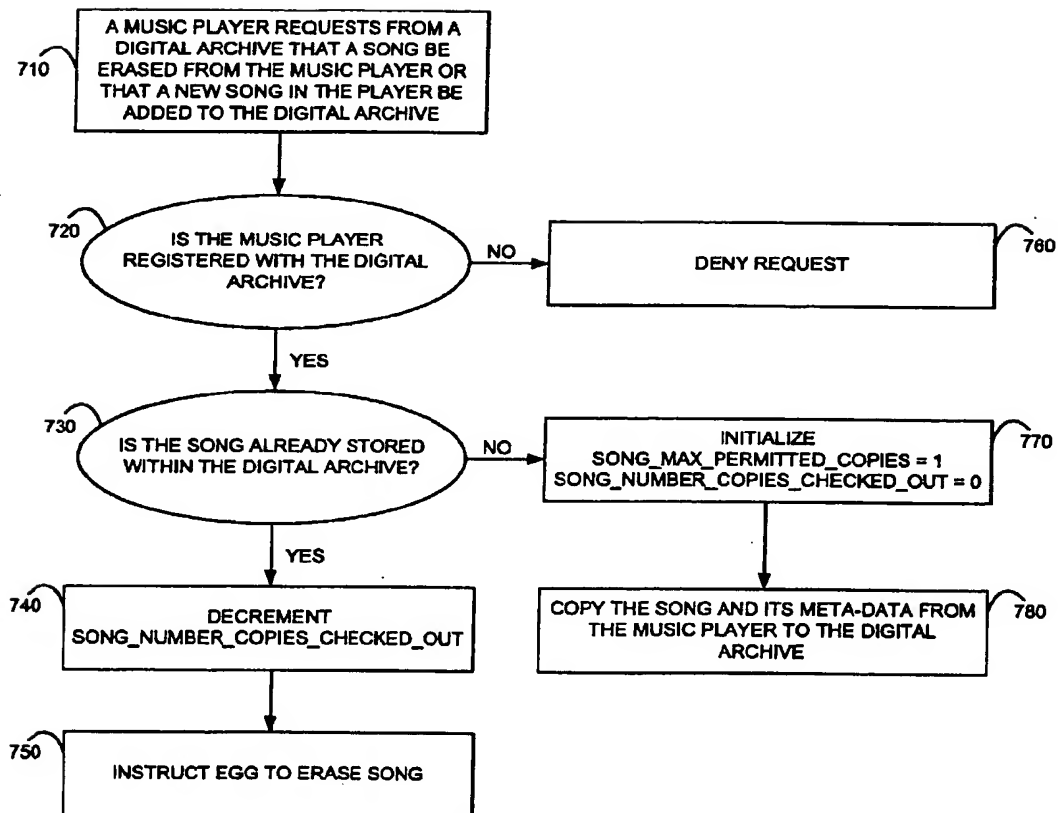 710
A MUSIC PLAYER REQUESTS FROM A
DIGITAL ARCHIVE THAT A SONG BE
ERASED FROM THE MUSIC PLAYER OR
THAT A NEW SONG IN THE PLAYER BE
ADDED TO THE DIGITAL ARCHIVE
720
IS THE MUSIC PLAYER
REGISTERED WITH THE DIGITAL
ARCHIVE?
NO
DENY REQUEST
760
YES
730
IS THE SONG ALREADY STORED
WITHIN THE DIGITAL ARCHIVE?
NO
INITIALIZE
SONG_MAX_PERMITTED_COPIES = 1
SONG_NUMBER_COPIES_CHECKED_OUT = 0
770
YES
740
DECREMENT
SONG_NUMBER_COPIES_CHECKED_OUT
COPY THE SONG AND ITS META-DATA FROM
THE MUSIC PLAYER TO THE DIGITAL
ARCHIVE
780
750
INSTRUCT EGG TO ERASE SONG